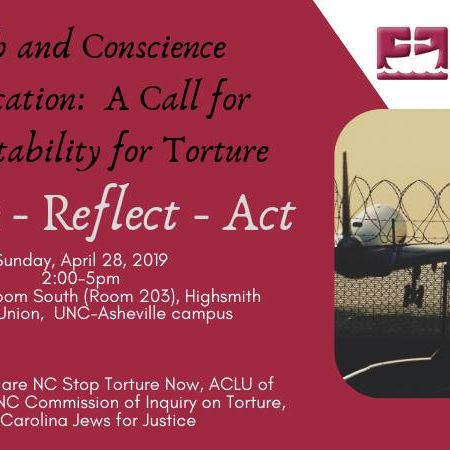 and Conscience
cation: A Call for
tability for Torture
- Reflect - Act
Sunday, April 28, 2019
2:00-5pm
oom South (Room 203), Highsmith
Union, UNC-Asheville campus
are NC Stop Torture Now, ACLU of
NC Commission of Inquiry on Torture,
Carolina Jews for Justice